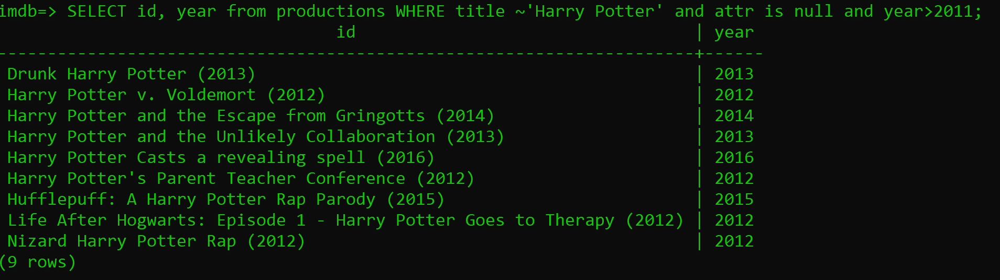 imdb=> SELECT id, year from productions WHERE title ~'Harry Potter' and attr is null and year>2011;
id | year
-----------------------------------------------------------------------+------
Drunk Harry Potter (2013) | 2013
Harry Potter v. Voldemort (2012) | 2012
Harry Potter and the Escape from Gringotts (2014) | 2014
Harry Potter and the Unlikely Collaboration (2013) | 2013
Harry Potter Casts a revealing spell (2016) | 2016
Harry Potter's Parent Teacher Conference (2012) | 2012
Hufflepuff: A Harry Potter Rap Parody (2015) | 2015
Life After Hogwarts: Episode 1 - Harry Potter Goes to Therapy (2012) | 2012
Nizard Harry Potter Rap (2012) | 2012
(9 rows)